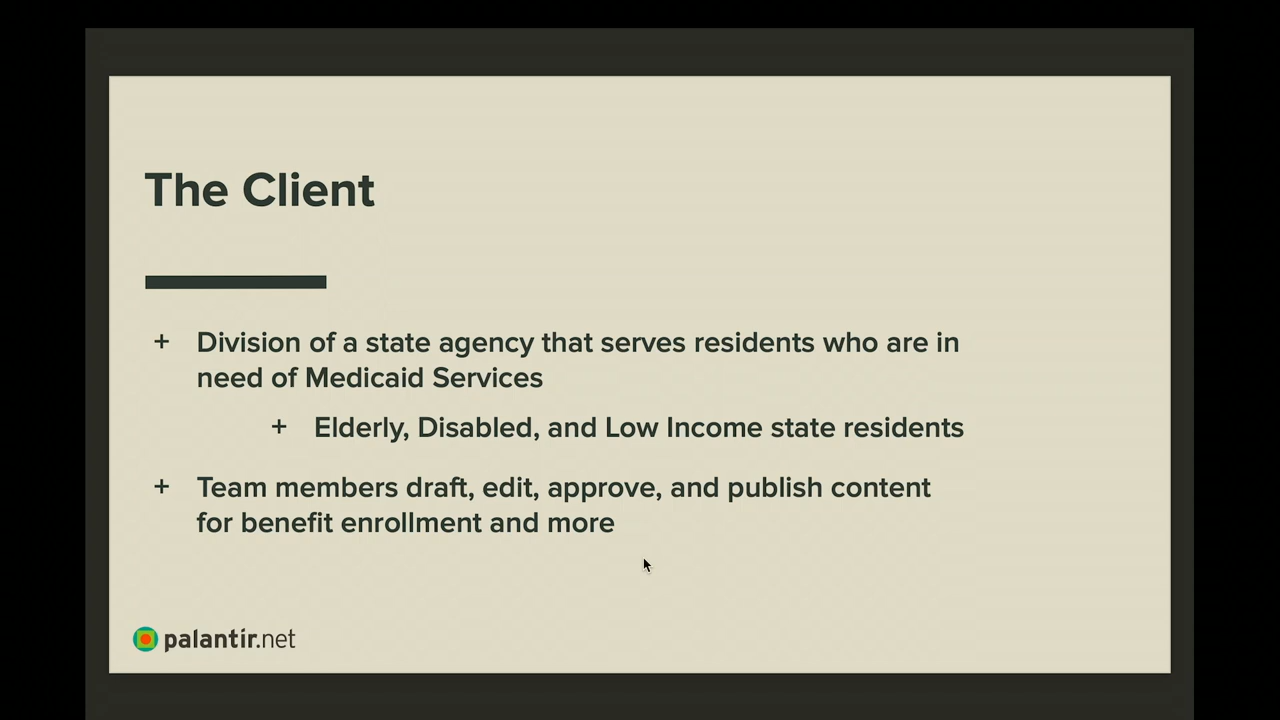 The Client
+ Division of a state agency that serves residents who are in
need of Medicaid Services
+ Elderly, Disabled, and Low Income state residents
+ Team members draft, edit, approve, and publish content
for benefit enrollment and more
palantir.net